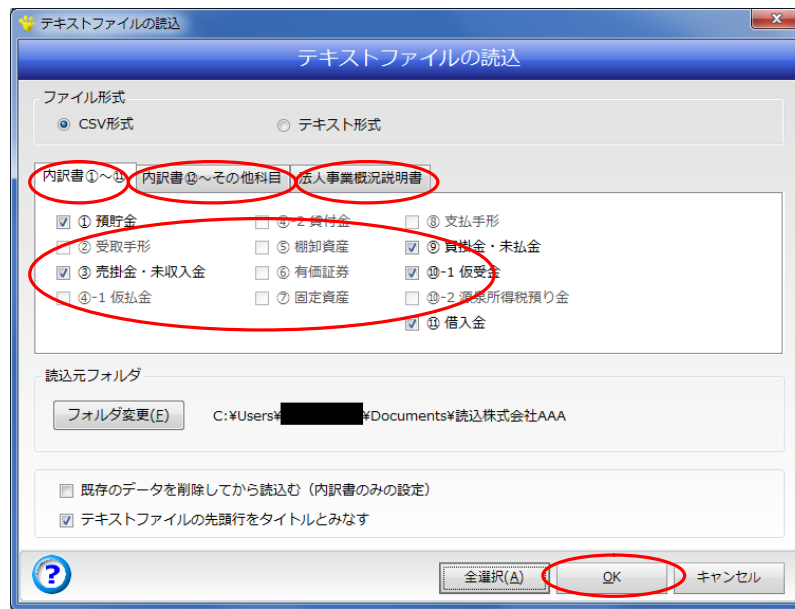 テキストファイルの読込
テキストファイルの読込
ファイル形式
CSV形式 テキスト形式
内訳書①～⑪ 内訳書⑫～その他科目 法人事業概況説明書
① 預貯金 ④-2 貸付金 ⑧ 支払手形
② 受取手形 ⑤ 棚卸資産 ⑨ 買掛金・未払金
③ 売掛金・未収入金 ⑥ 有価証券 ⑩-1 仮受金
④-1 仮払金 ⑦ 固定資産 ⑩-2 源泉所得税預り金
⑪ 借入金
読込元フォルダ
フォルダ変更(F) C:¥Users¥ ¥Documents¥読込株式会社AAA
既存のデータを削除してから読込む（内訳書のみの設定）
テキストファイルの先頭行をタイトルとみなす
? 全選択(A) OK キャンセル